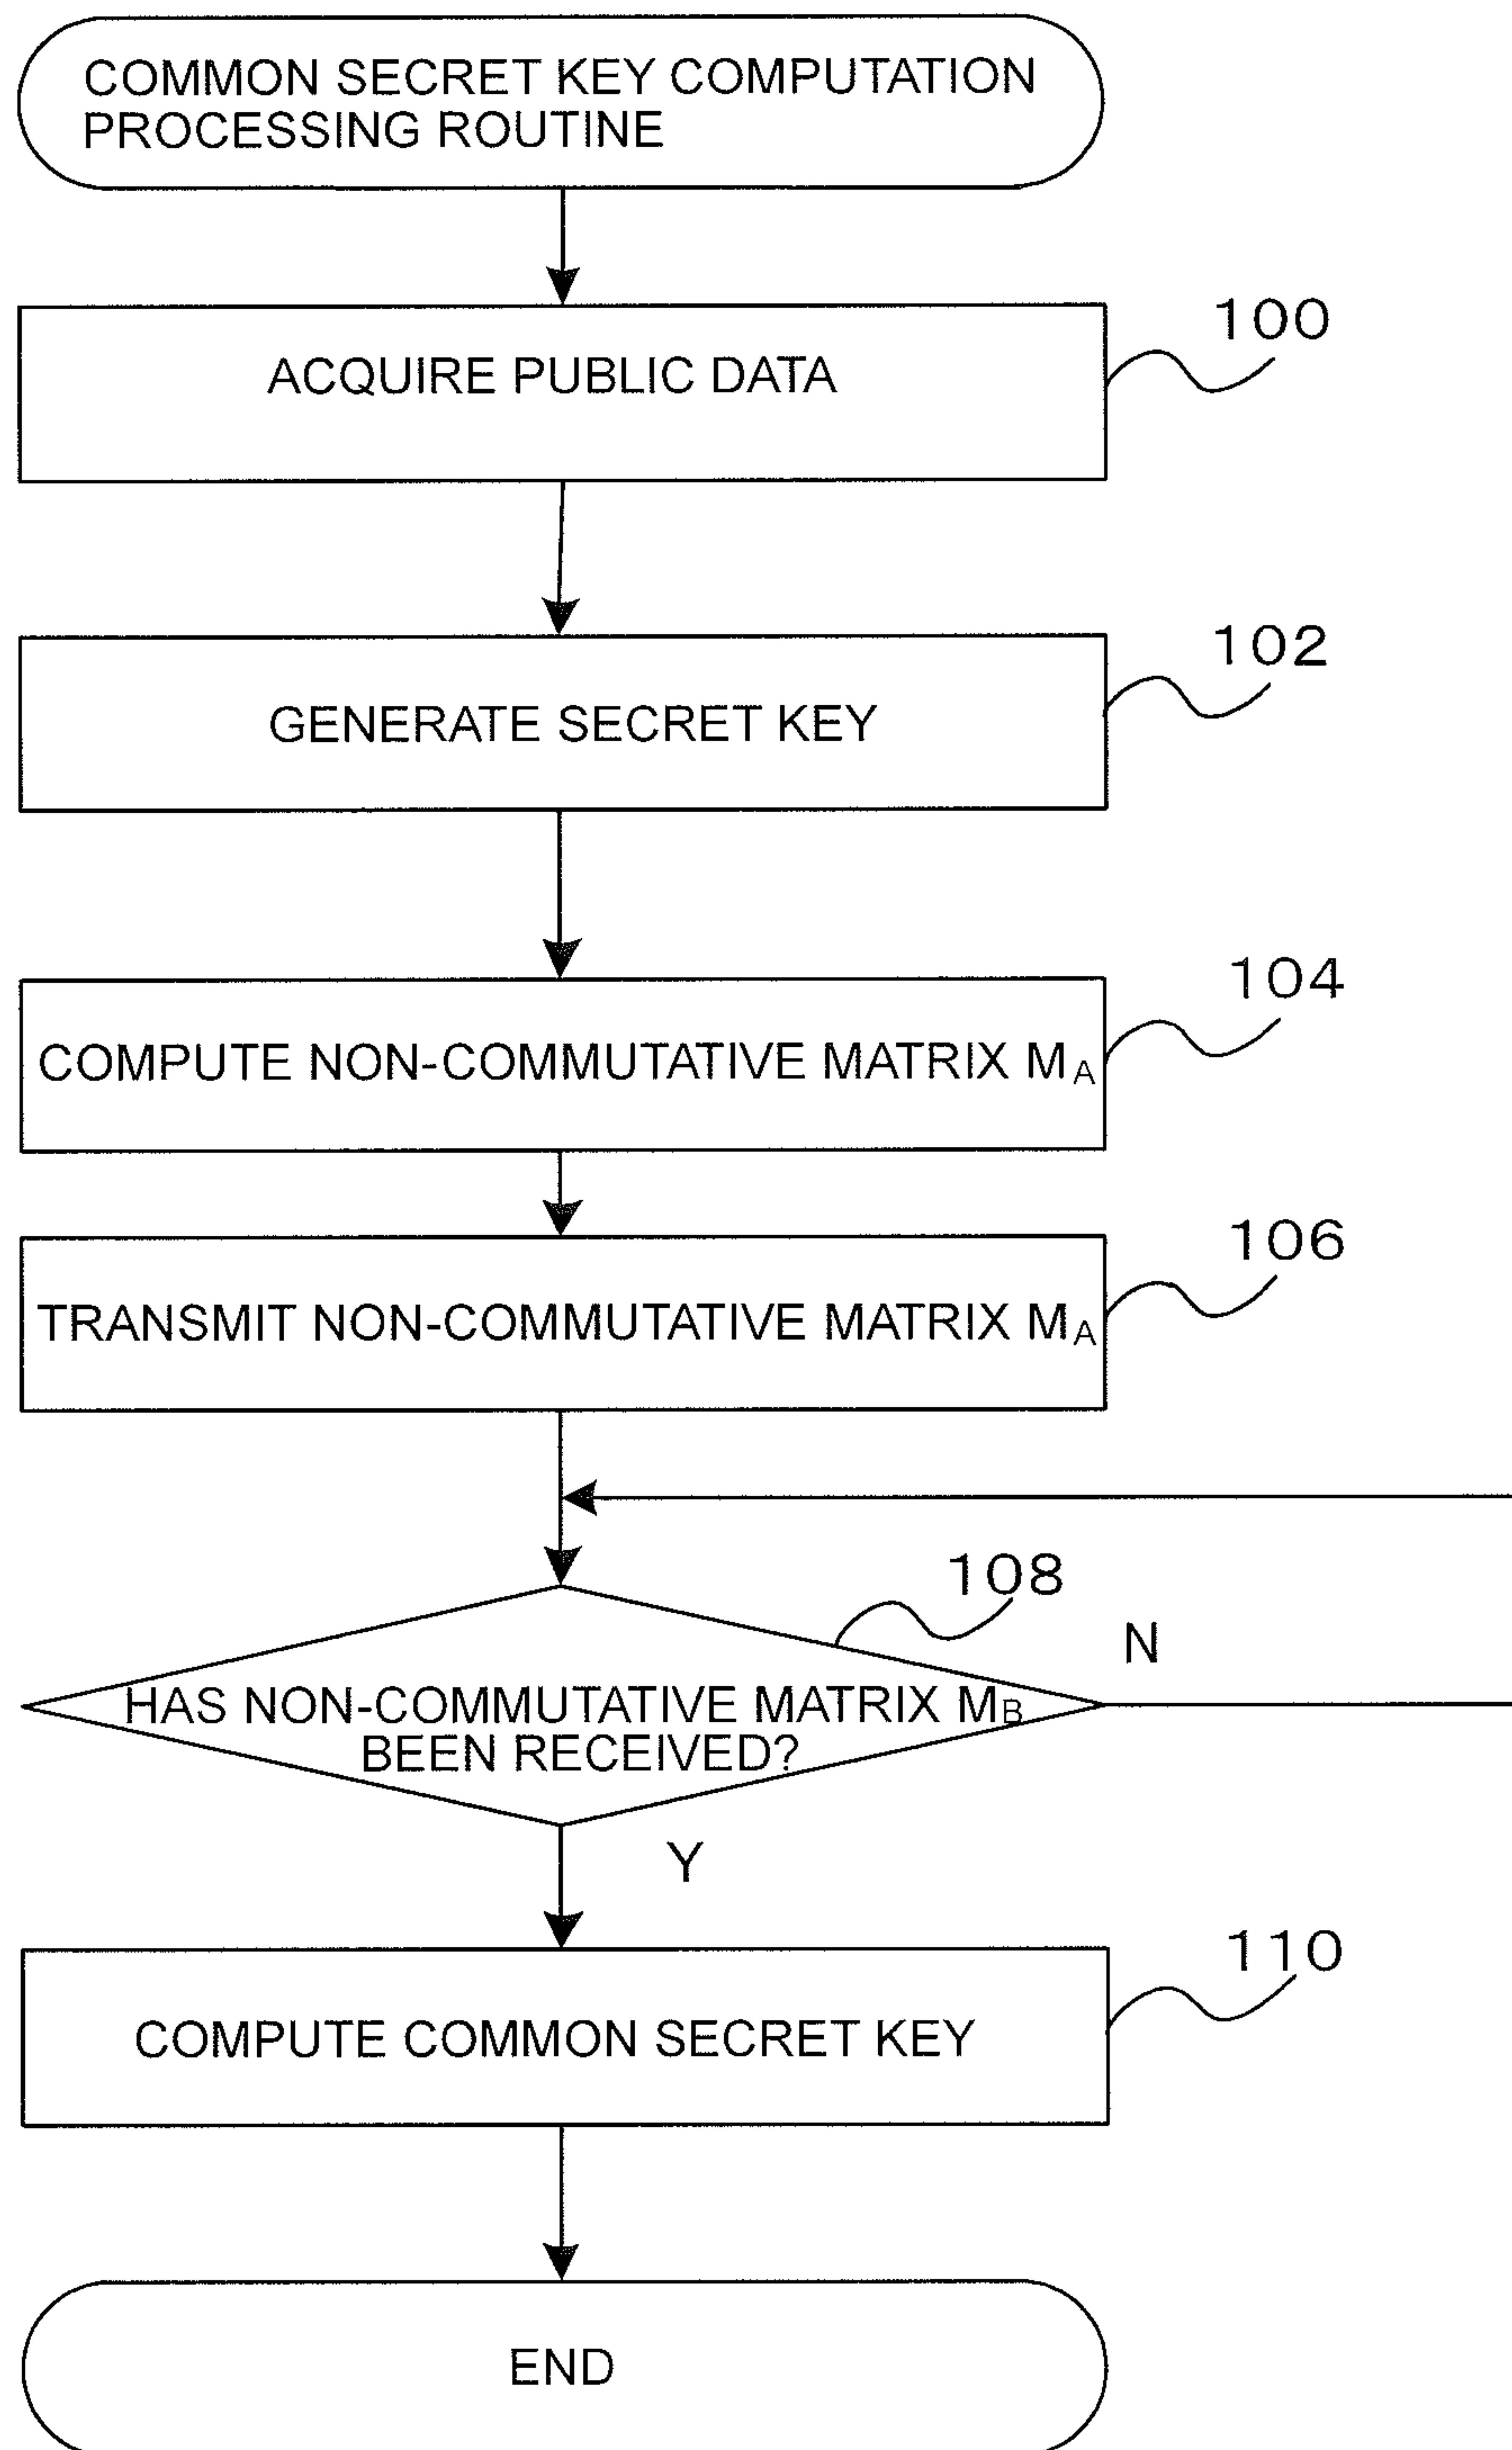 COMMON SECRET KEY COMPUTATION
PROCESSING ROUTINE
100
ACQUIRE PUBLIC DATA
102
GENERATE SECRET KEY
104
COMPUTE NON-COMMUTATIVE MATRIX MA
106
TRANSMIT NON-COMMUTATIVE MATRIX MA
108
N
HAS NON-COMMUTATIVE MATRIX MB
BEEN RECEIVED?
Y
110
COMPUTE COMMON SECRET KEY
END